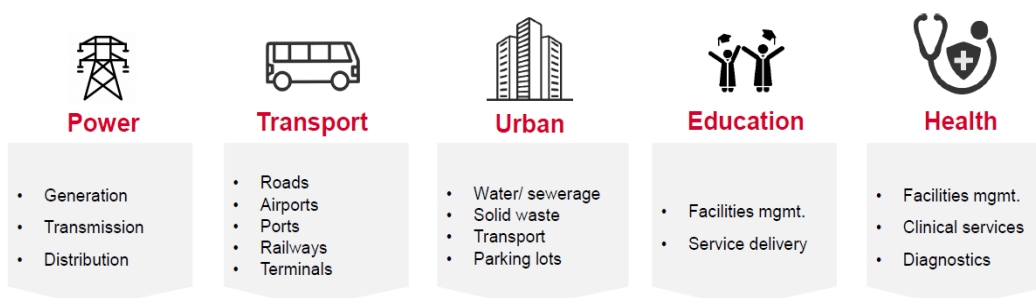 Power
• Generation
• Transmission
• Distribution
Transport
• Roads
• Airports
• Ports
• Railways
• Terminals
Urban
• Water/ sewerage
• Solid waste
• Transport
• Parking lots
Education
• Facilities mgmt.
• Service delivery
Health
• Facilities mgmt.
• Clinical services
• Diagnostics